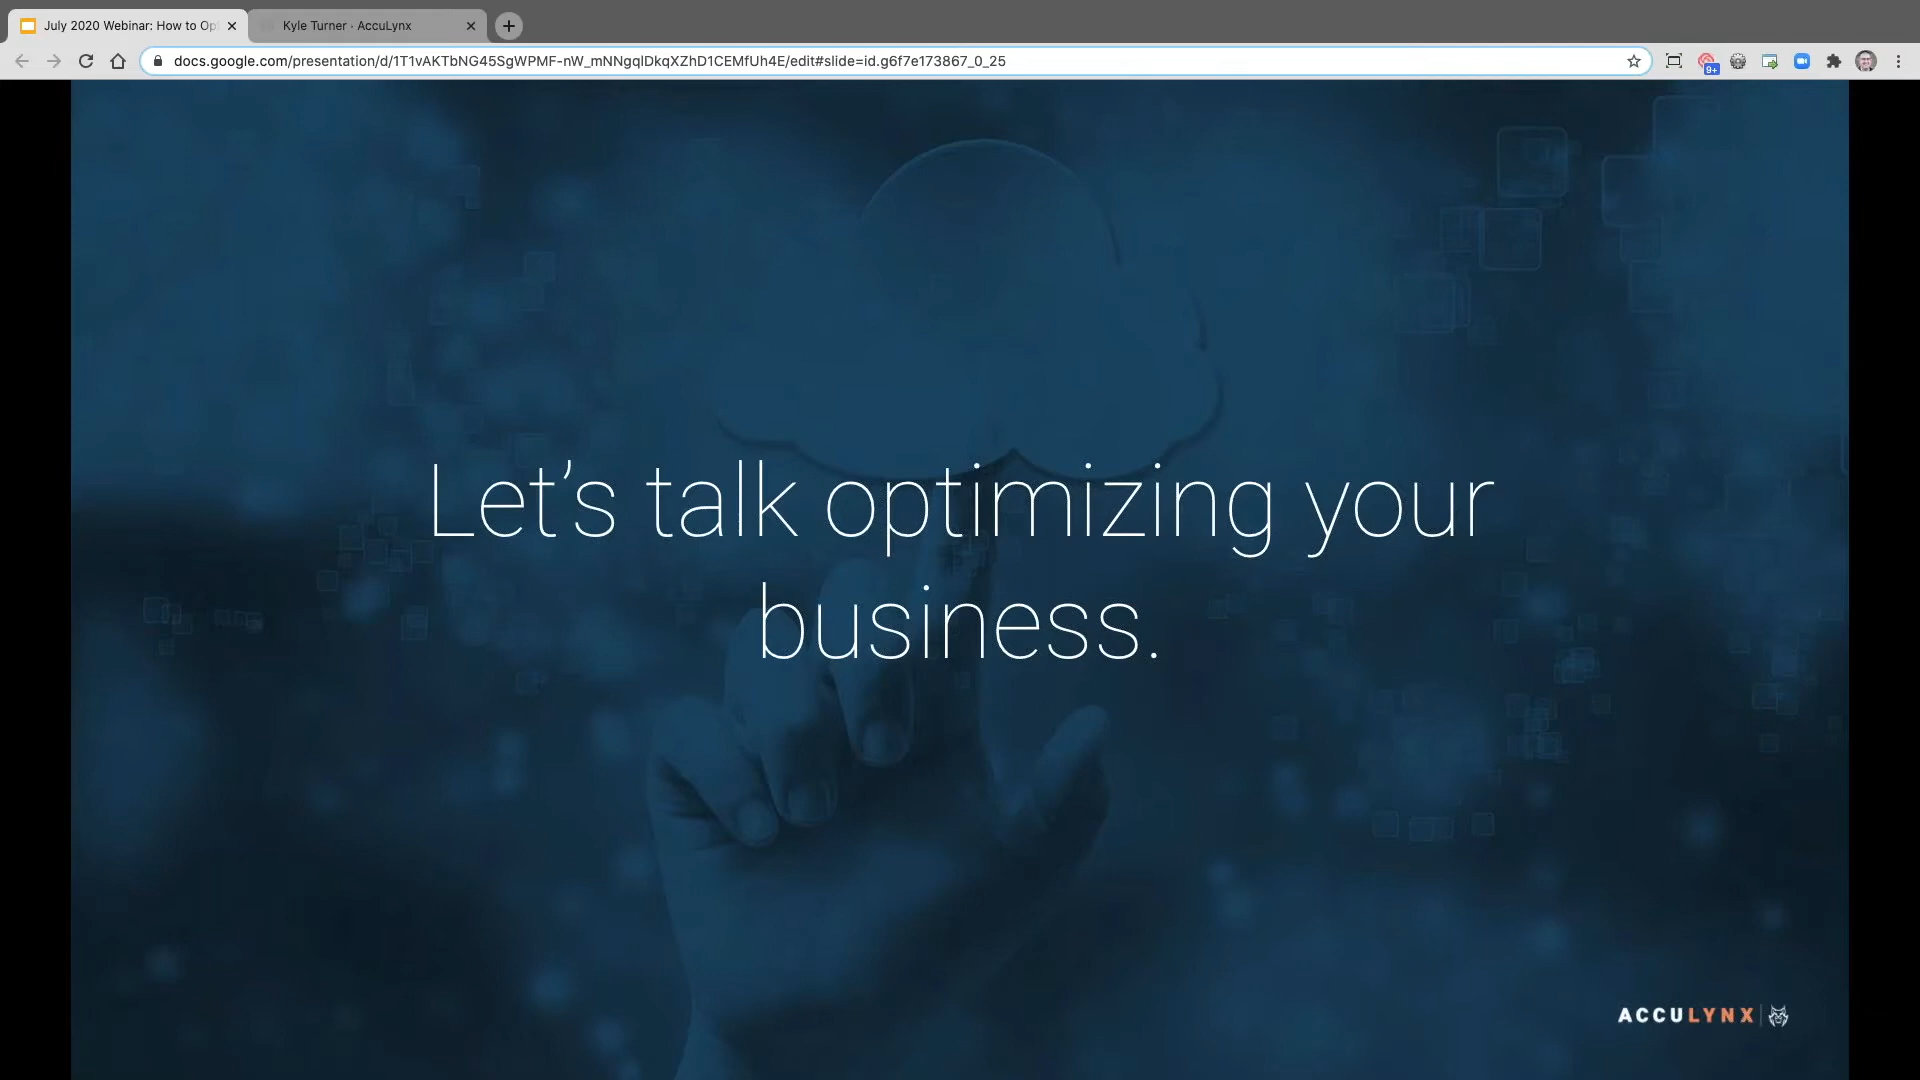 July 2020 Webinar: How to Op
Kyle Turner · AccuLynx
docs.google.com/presentation/d/1T1vAKTbNG45SgWPMF-nW_mNNgqlDkqXZhD1CEMfUh4E/edit#slide=id.g6f7e173867_0_25
9+
Let’s talk optimizing your
business.
ACCULYNX